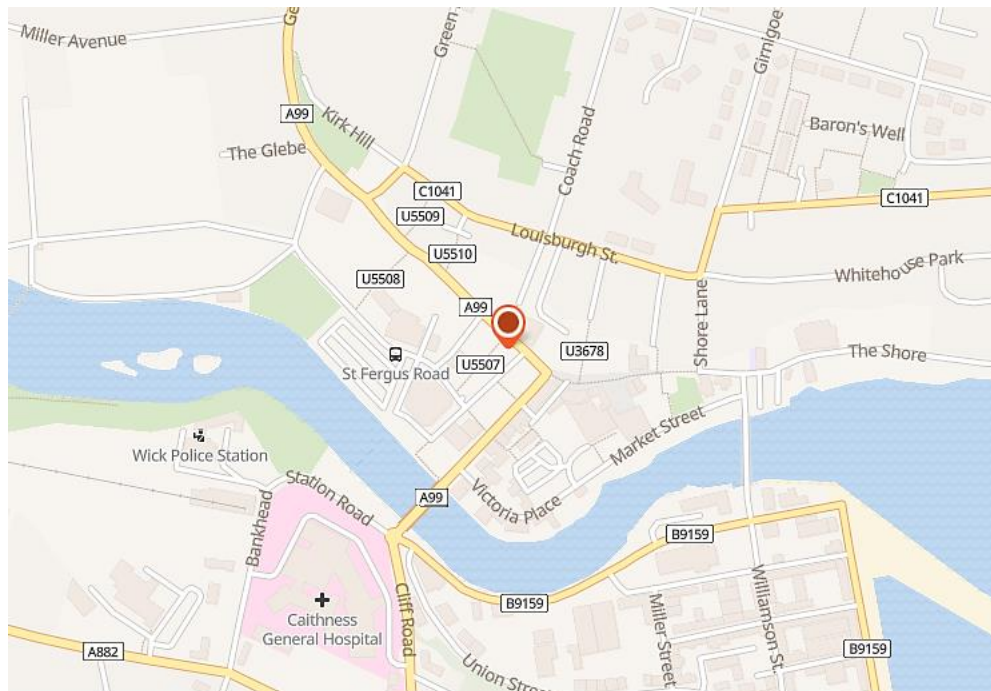 Miller Avenue
Ge
Green
Girnigoe
A99
Kirk Hill
The Glebe
Coach Road
Baron's Well
C1041
C1041
U5509
Louisburgh St.
U5510
U5508
Whitehouse Park
A99
Shore Lane
U5507
U3678
The Shore
St Fergus Road
Market Street
Wick Police Station
Station Road
A99
Victoria Place
Bankhead
B9159
Cliff Road
Caithness
General Hospital
B9159
Miller Street
Williamson St.
A882
B9159
Union Stree